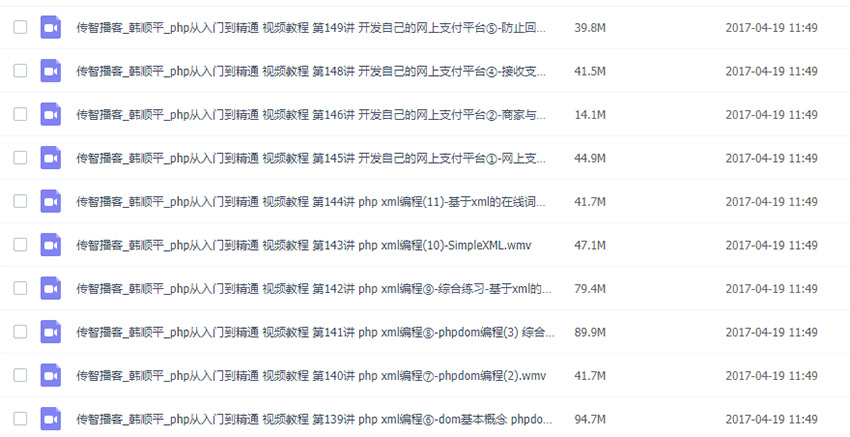 传智播客_韩顺平_php从入门到精通 视频教程 第149讲 开发自己的网上支付平台⑤-防止回... 39.8M 2017-04-19 11:49
传智播客_韩顺平_php从入门到精通 视频教程 第148讲 开发自己的网上支付平台④-接收支... 41.5M 2017-04-19 11:49
传智播客_韩顺平_php从入门到精通 视频教程 第146讲 开发自己的网上支付平台②-商家与... 14.1M 2017-04-19 11:49
传智播客_韩顺平_php从入门到精通 视频教程 第145讲 开发自己的网上支付平台①-网上支... 44.9M 2017-04-19 11:49
传智播客_韩顺平_php从入门到精通 视频教程 第144讲 php xml编程(11)-基于xml的在线词... 41.7M 2017-04-19 11:49
传智播客_韩顺平_php从入门到精通 视频教程 第143讲 php xml编程(10)-SimpleXML.wmv 47.1M 2017-04-19 11:49
传智播客_韩顺平_php从入门到精通 视频教程 第142讲 php xml编程⑨-综合练习-基于xml的... 79.4M 2017-04-19 11:49
传智播客_韩顺平_php从入门到精通 视频教程 第141讲 php xml编程⑧-phpdom编程(3) 综合... 89.9M 2017-04-19 11:49
传智播客_韩顺平_php从入门到精通 视频教程 第140讲 php xml编程⑦-phpdom编程(2).wmv 41.7M 2017-04-19 11:49
传智播客_韩顺平_php从入门到精通 视频教程 第139讲 php xml编程⑥-dom基本概念 phpdo... 94.7M 2017-04-19 11:49